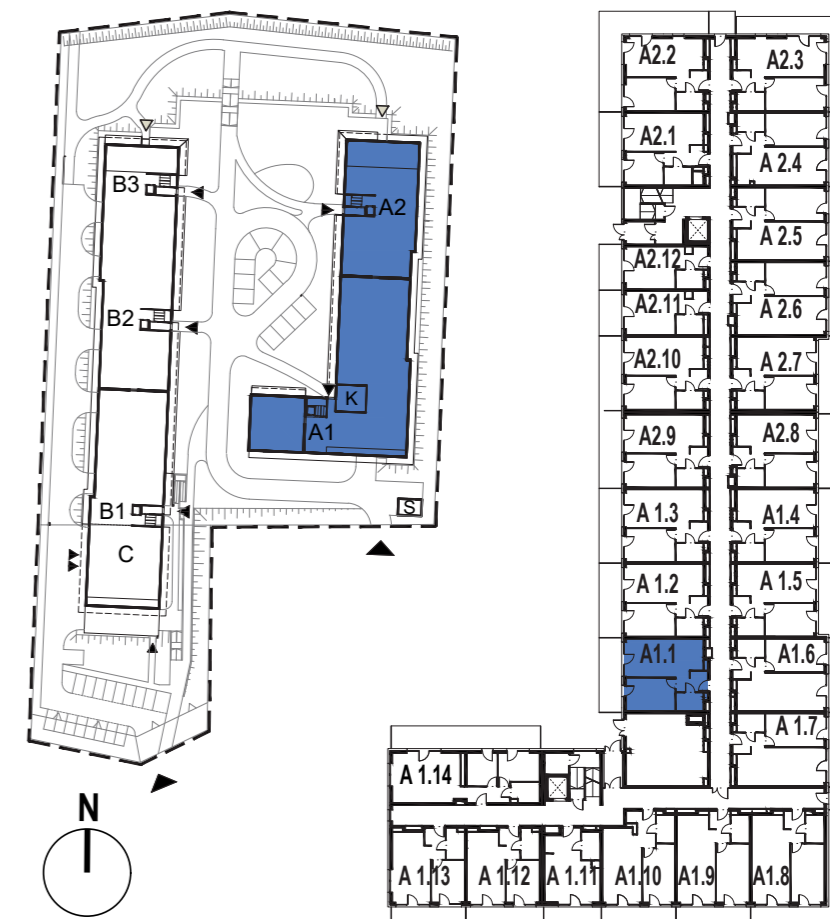 B3
A2
B2
K
A1
B1
S
C
N
A2.2
A2.3
A2.1
A 2.4
A 2.5
A2.12
A2.11
A 2.6
A2.10
A 2.7
A2.9
A2.8
A 1.3
A1.4
A 1.2
A 1.5
A1.1
A1.6
A 1.7
A 1.14
A 1.13
A 1.12
A 1.11
A1.10
A1.9
A1.8